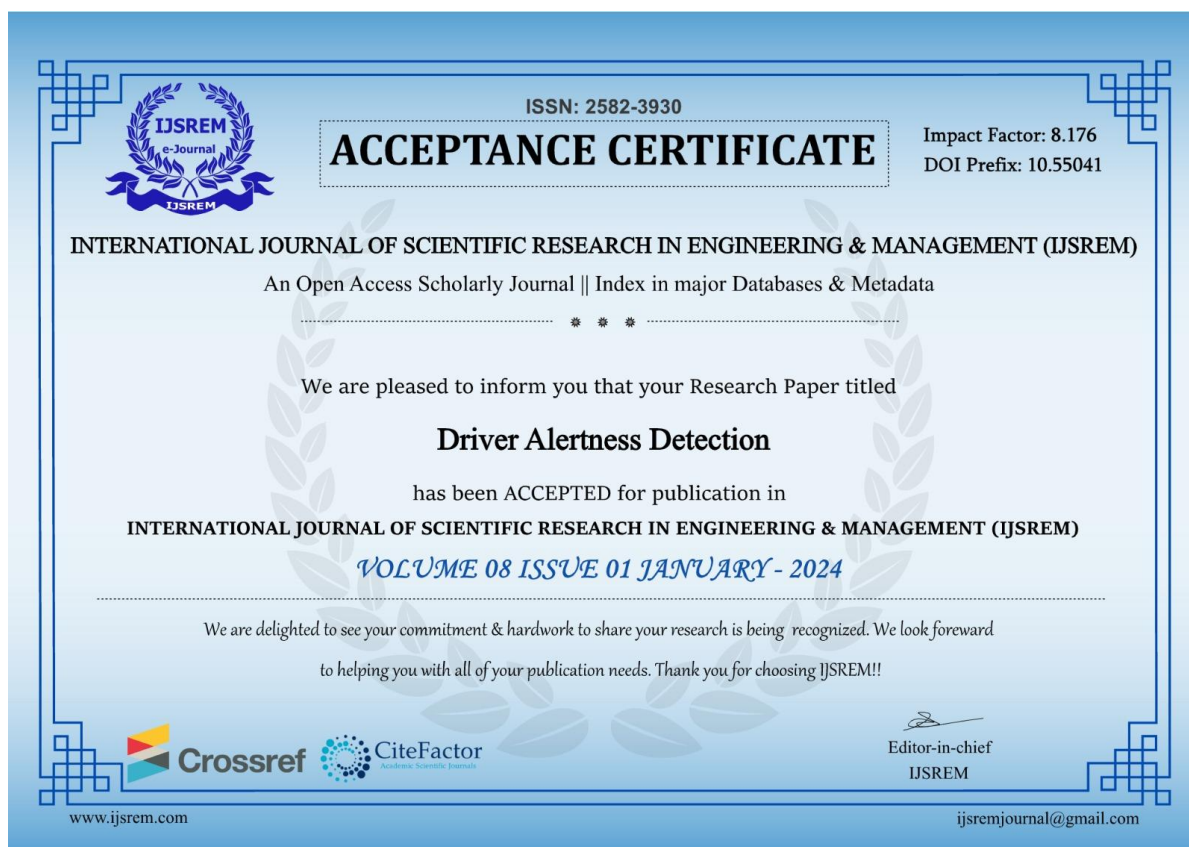 IJSREM
e-Journal
IJSREM
ISSN: 2582-3930
ACCEPTANCE CERTIFICATE
Impact Factor: 8.176
DOI Prefix: 10.55041
INTERNATIONAL JOURNAL OF SCIENTIFIC RESEARCH IN ENGINEERING & MANAGEMENT (IJSREM)
An Open Access Scholarly Journal || Index in major Databases & Metadata
We are pleased to inform you that your Research Paper titled
Driver Alertness Detection
has been ACCEPTED for publication in
INTERNATIONAL JOURNAL OF SCIENTIFIC RESEARCH IN ENGINEERING & MANAGEMENT (IJSREM)
VOLUME 08 ISSUE 01 JANUARY - 2024
We are delighted to see your commitment & hardwork to share your research is being recognized. We look foreward
to helping you with all of your publication needs. Thank you for choosing IJSREM!!
Crossref
CiteFactor
Academic Scientific Journals
Editor-in-chief
IJSREM
www.ijsrem.com
ijsremjournal@gmail.com